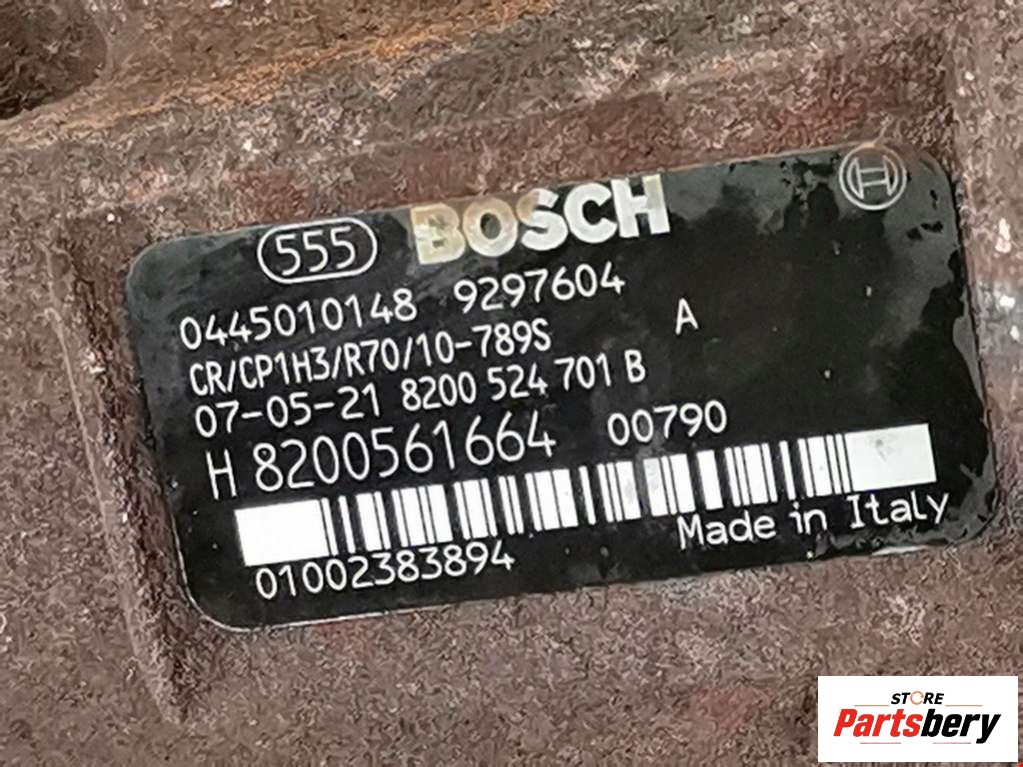 555 BOSCH
0445010148 9297604
CR/CP1H3/R70/10-789S A
07-05-21 8200 524 701 B
H 8200561664 00790
Made in Italy
01002383894
STORE
Partsbery